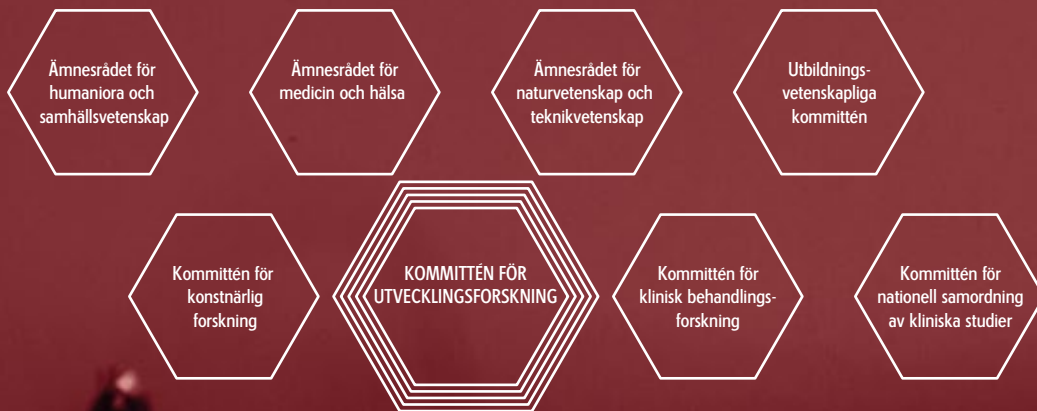 Ämnesrådet för
humaniora och
samhällsvetenskap
Ämnesrådet för
medicin och hälsa
Ämnesrådet för
naturvetenskap och
teknikvetenskap
Utbildnings-
vetenskapliga
kommittén
Kommittén för
konstnärlig
forskning
KOMMITTÉN FÖR
UTVECKLINGSFORSKNING
Kommittén för
klinisk behandlings-
forskning
Kommittén för
nationell samordning
av kliniska studier